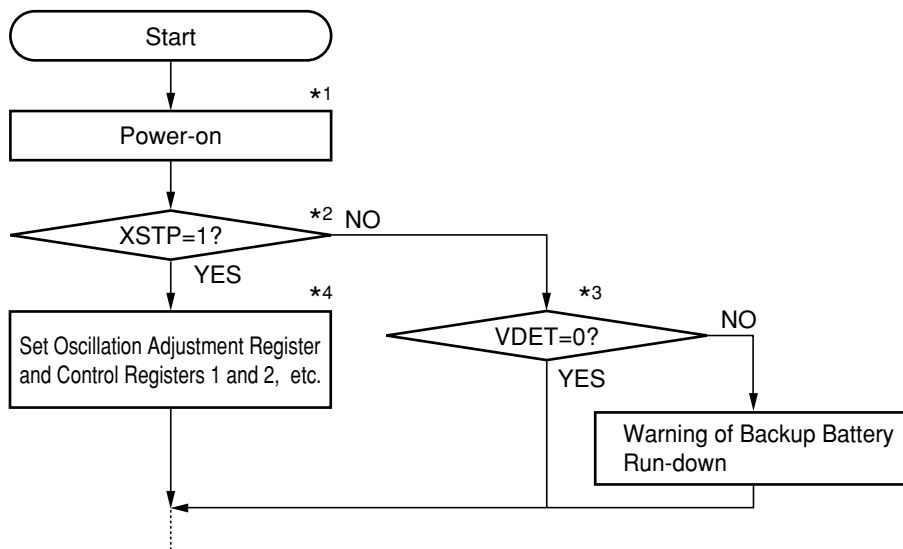 Start
*1
Power-on
*2
XSTP=1?
NO
YES
*4
Set Oscillation Adjustment Register
and Control Registers 1 and 2, etc.
*3
VDET=0?
NO
YES
Warning of Backup Battery
Run-down